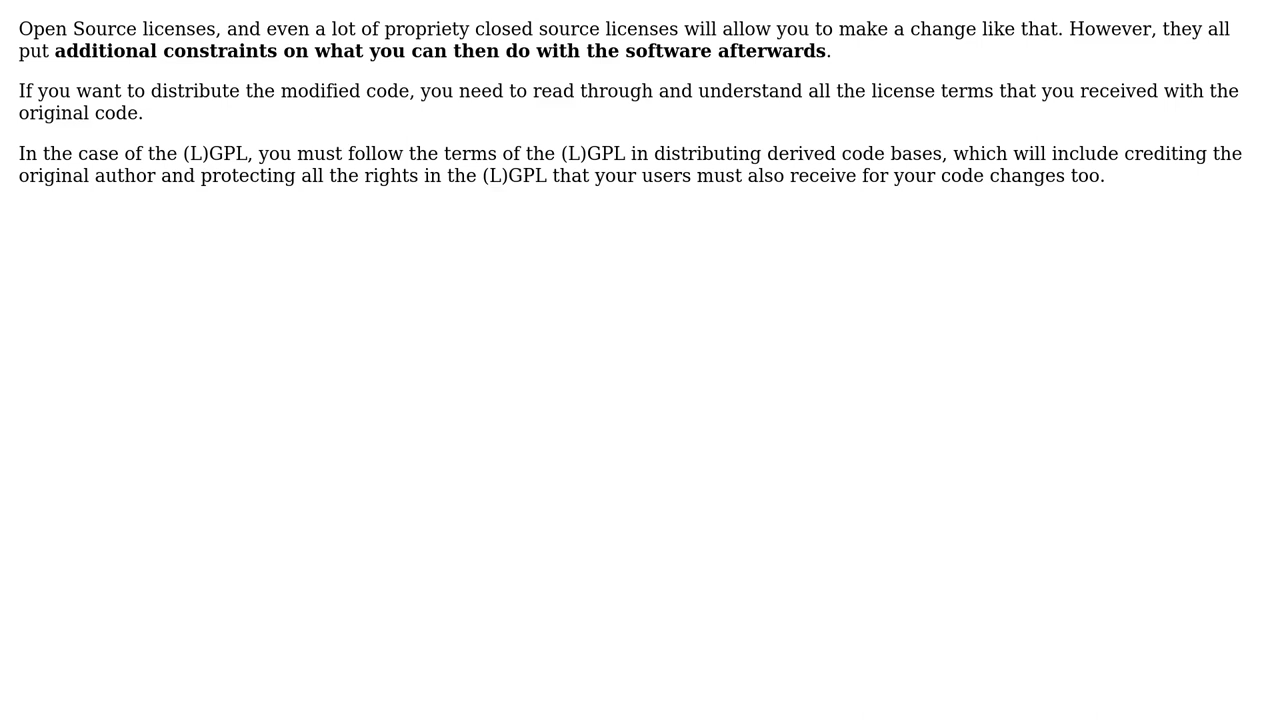 Open Source licenses, and even a lot of propriety closed source licenses will allow you to make a change like that. However, they all
put additional constraints on what you can then do with the software afterwards.
If you want to distribute the modified code, you need to read through and understand all the license terms that you received with the
original code.
In the case of the (L)GPL, you must follow the terms of the (L)GPL in distributing derived code bases, which will include crediting the
original author and protecting all the rights in the (L)GPL that your users must also receive for your code changes too.